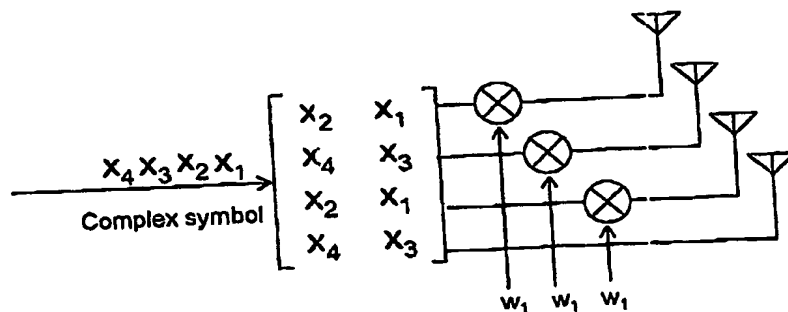 X₂ X₁
X₄ X₃
X₄ X₃ X₂ X₁
Complex symbol
X₂ X₁
X₄ X₃
w₁ w₁ w₁